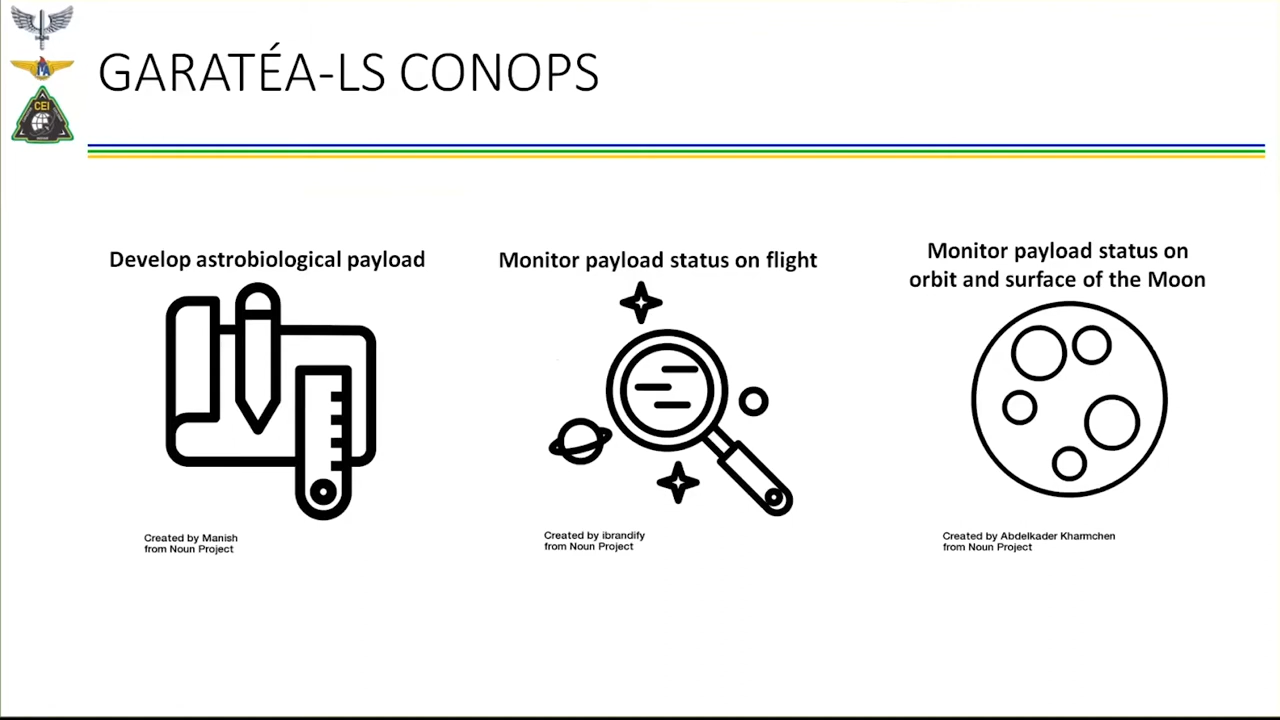 CEI
GARATÉA-LS CONOPS
Develop astrobiological payload
Monitor payload status on flight
Monitor payload status on
orbit and surface of the Moon
Created by Manish
from Noun Project
Created by ibrandify
from Noun Project
Created by Abdelkader Kharmchen
from Noun Project